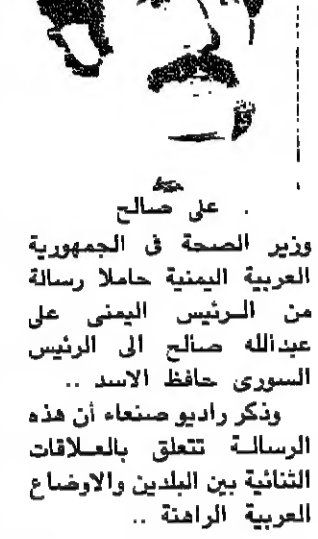 على صالح
وزير الصحة فى الجمهورية
العربية اليمنية حاملا رسالة
من الرئيس اليمنى على
عبدالله صالح الى الرئيس
السورى حافظ الاسد ..
وذكر راديو صنعاء أن هذه
الرسالة تتعلق بالعلاقات
الثنائية بين البلدين والاوضاع
العربية الراهنة ..